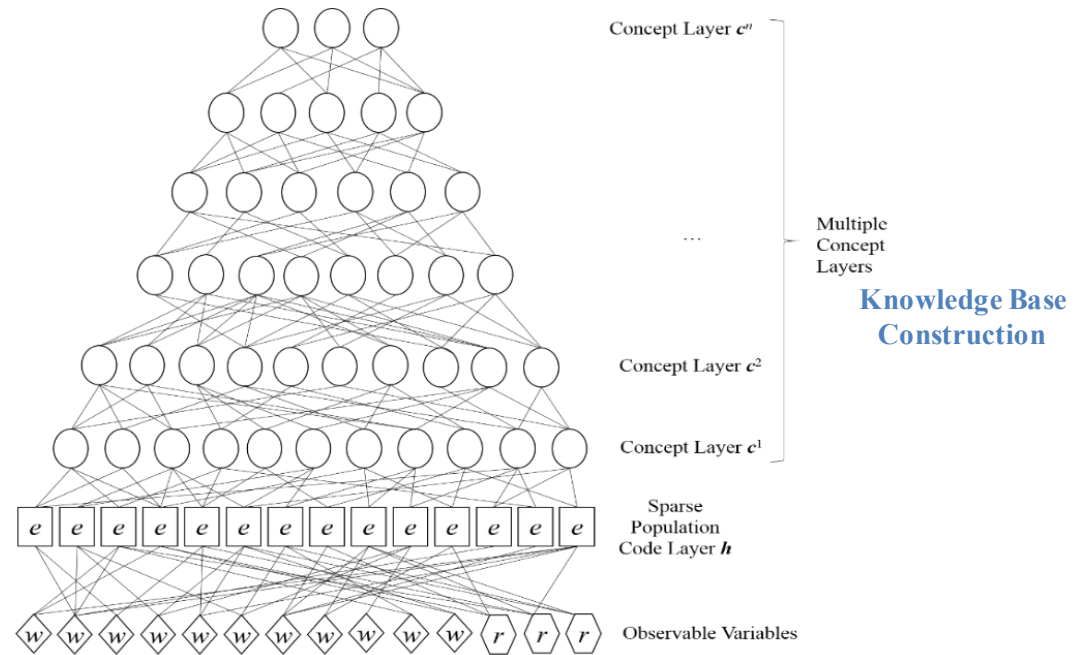 Concept Layer cⁿ
...
Multiple
Concept
Layers
Knowledge Base
Construction
Concept Layer c²
Concept Layer c¹
e e e e e e e e e e e e e e
Sparse
Population
Code Layer h
w w w w w w w w w w w r r r
Observable Variables